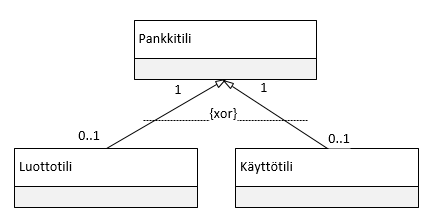 Pankkitili
1 1
{xor}
0..1 0..1
Luottotili Käyttötili